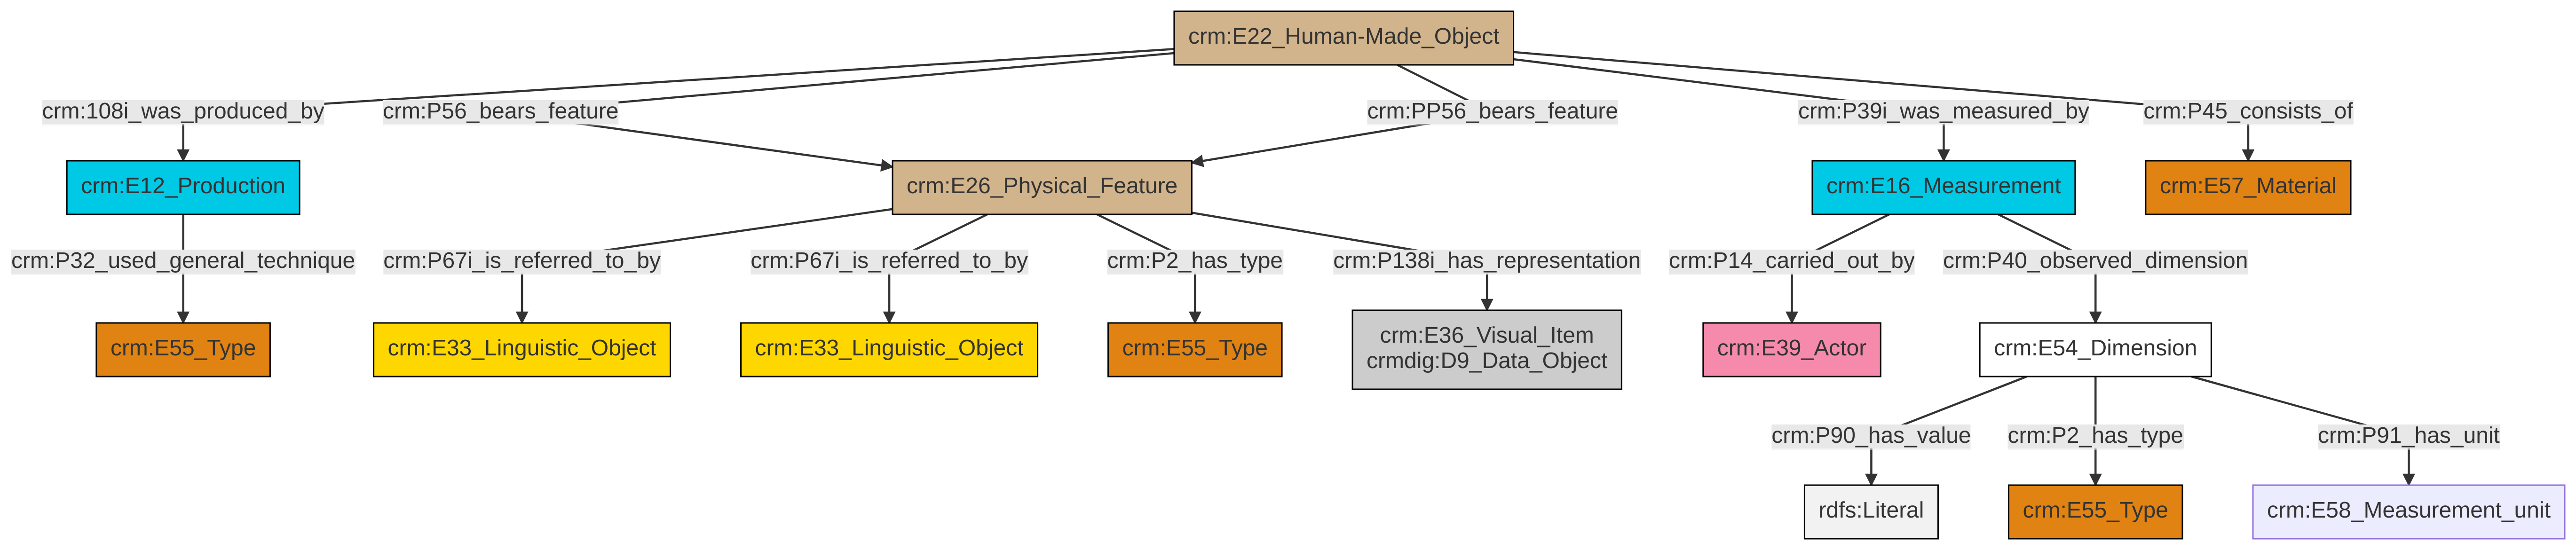 crm:E22_Human-Made_Object
crm:108i_was_produced_by
crm:P56_bears_feature
crm:PP56_bears_feature
crm:P39i_was_measured_by
crm:P45_consists_of
crm:E12_Production
crm:E26_Physical_Feature
crm:E16_Measurement
crm:E57_Material
crm:P32_used_general_technique
crm:P67i_is_referred_to_by
crm:P67i_is_referred_to_by
crm:P2_has_type
crm:P138i_has_representation
crm:P14_carried_out_by
crm:P40_observed_dimension
crm:E55_Type
crm:E33_Linguistic_Object
crm:E33_Linguistic_Object
crm:E55_Type
crm:E36_Visual_Item
crmdig:D9_Data_Object
crm:E39_Actor
crm:E54_Dimension
crm:P90_has_value
crm:P2_has_type
crm:P91_has_unit
rdfs:Literal
crm:E55_Type
crm:E58_Measurement_unit